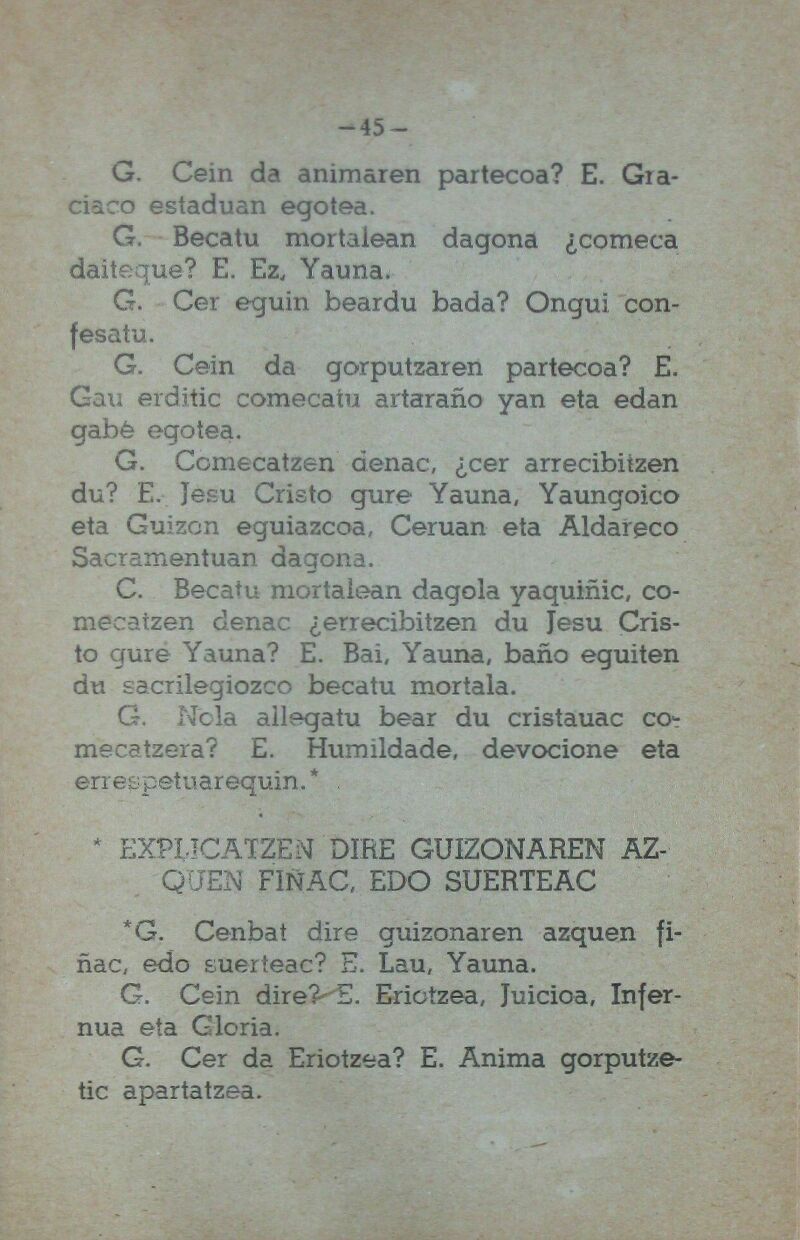 —45—
G. Cein da animaren partecoa? E. Gra-
ciaco estaduan egotea.
G. Becatu mortalean dagona ¿comeca
daiteque? E. Ez, Yauna.
G. Cer eguin beardu bada? Ongui con-
fesatu.
G. Cein da gorputzaren partecoa? E.
Gau erditic comecatu artaraño yan eta edan
gabé egotea.
G. Comecatzen denac, ¿cer arrecibitzen
du? E. Jesu Cristo gure Yauna, Yaungoico
eta Guizon eguiazcoa, Ceruan eta Aldareco
Sacramentuan dagona.
C. Becatu mortalean dagola yaquiñic, co-
mecatzen denac ¿errecibitzen du Jesu Cris-
to gure Yauna? E. Bai, Yauna, baño eguiten
du sacrilegiozco becatu mortala.
G. Nola allegatu bear du cristauac co-
mecatzera? E. Humildade, devocione eta
errespetuarequin.*
* EXPLICATZEN DIRE GUIZONAREN AZ-
QUEN FIÑAC, EDO SUERTEAC
*G. Cenbat dire guizonaren azquen fi-
ñac, edo suerteac? E. Lau, Yauna.
G. Cein dire? E. Eriotzea, Juicioa, Infer-
nua eta Gloria.
G. Cer da Eriotzea? E. Anima gorputze-
tic apartatzea.